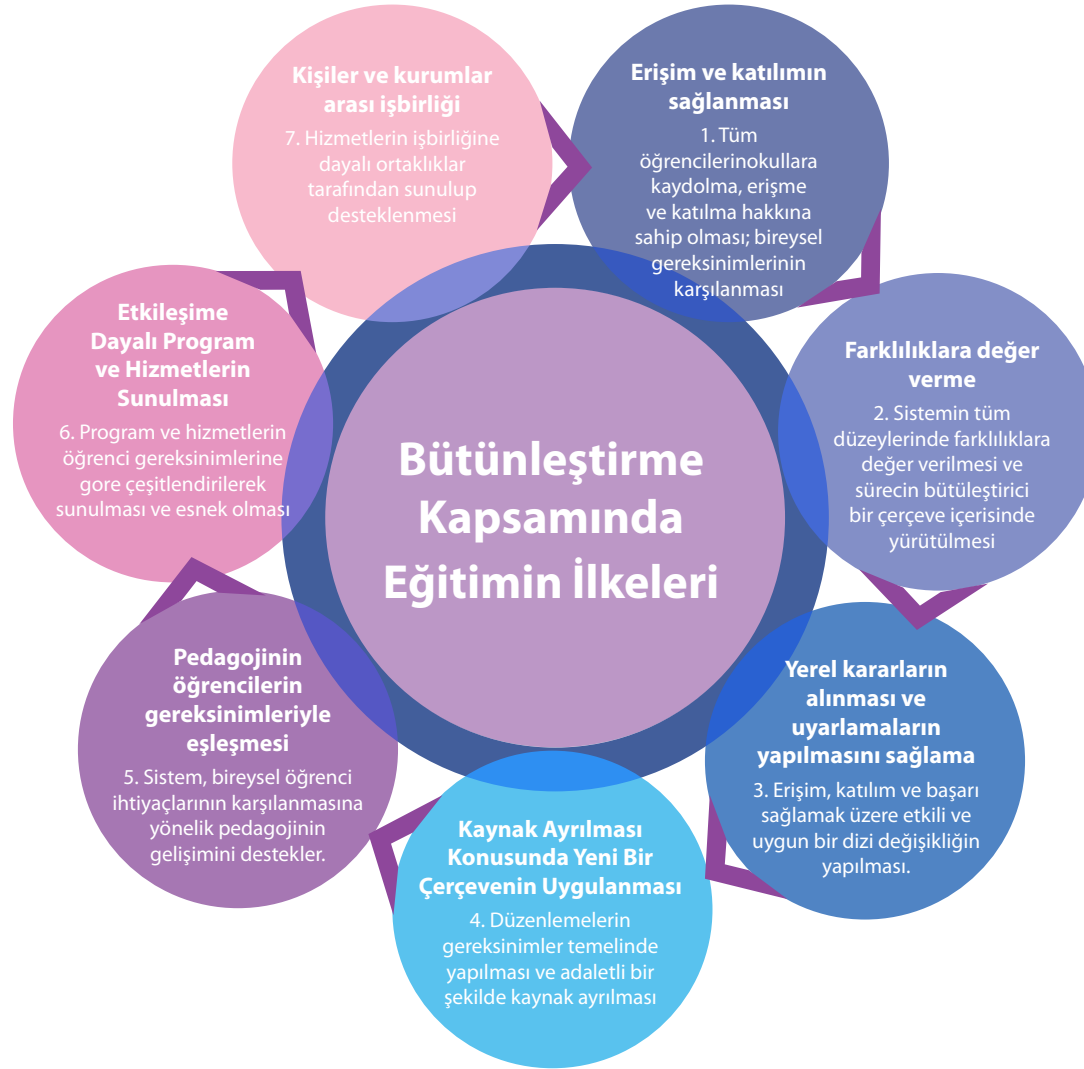 Bütünleştirme
Kapsamında
Eğitimin İlkeleri
Erişim ve katılımın
sağlanması
1. Tüm
öğrencilerinokullara
kaydolma, erişme
ve katılma hakkına
sahip olması; bireysel
gereksinimlerinin
karşılanması
Farklılıklara değer
verme
2. Sistemin tüm
düzeylerinde farklılıklara
değer verilmesi ve
sürecin bütüleştirici
bir çerçeve içerisinde
yürütülmesi
Yerel kararların
alınması ve
uyarlamaların
yapılmasını sağlama
3. Erişim, katılım ve başarı
sağlamak üzere etkili ve
uygun bir dizi değişikliğin
yapılması.
Kaynak Ayrılması
Konusunda Yeni Bir
Çerçevenin Uygulanması
4. Düzenlemelerin
gereksinimler temelinde
yapılması ve adaletli bir
şekilde kaynak ayrılması
Pedagojinin
öğrencilerin
gereksinimleriyle
eşleşmesi
5. Sistem, bireysel öğrenci
ihtiyaçlarının karşılanmasına
yönelik pedagojinin
gelişimini destekler.
Etkileşime
Dayalı Program
ve Hizmetlerin
Sunulması
6. Program ve hizmetlerin
öğrenci gereksinimlerine
gore çeşitlendirilerek
sunulması ve esnek olması
Kişiler ve kurumlar
arası işbirliği
7. Hizmetlerin işbirliğine
dayalı ortaklıklar
tarafından sunulup
desteklenmesi